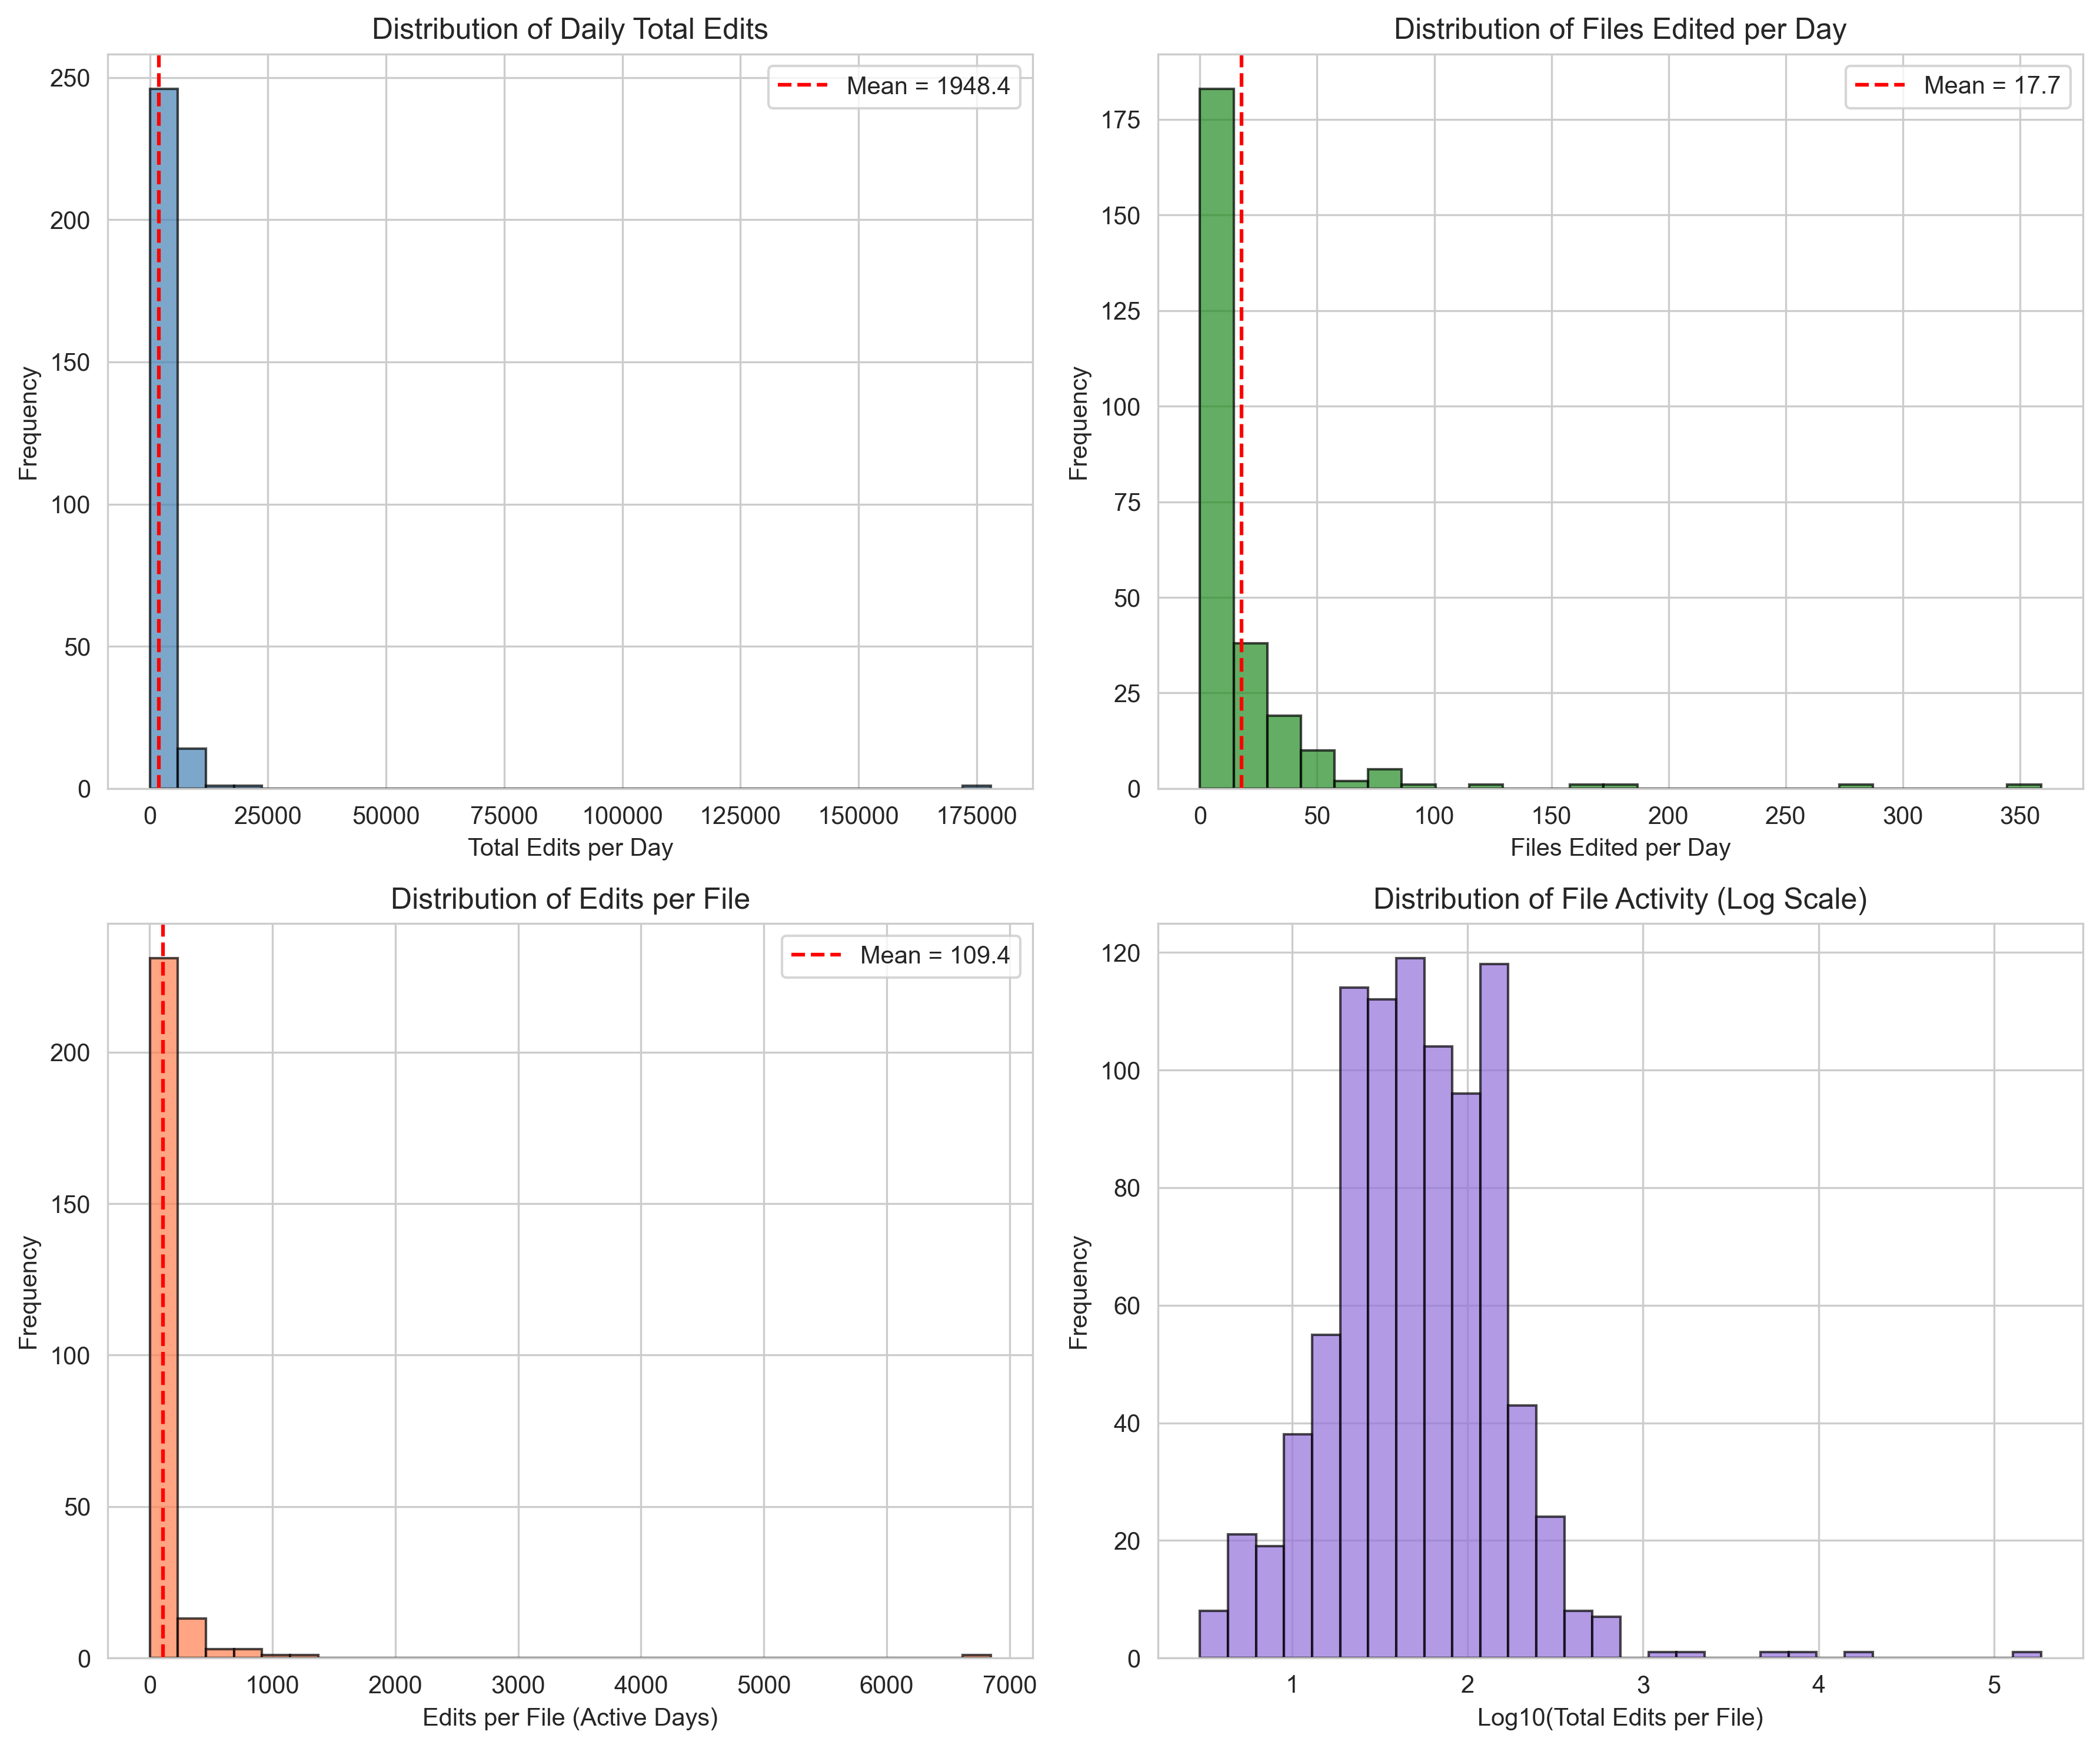 Distribution of Daily Total Edits
Mean = 1948.4
Frequency
250
200
150
100
50
0
0 25000 50000 75000 100000 125000 150000 175000
Total Edits per Day
Distribution of Files Edited per Day
Mean = 17.7
Frequency
175
150
125
100
75
50
25
0
0 50 100 150 200 250 300 350
Files Edited per Day
Distribution of Edits per File
Mean = 109.4
Frequency
200
150
100
50
0
0 1000 2000 3000 4000 5000 6000 7000
Edits per File (Active Days)
Distribution of File Activity (Log Scale)
Frequency
120
100
80
60
40
20
0
1 2 3 4 5
Log10(Total Edits per File)